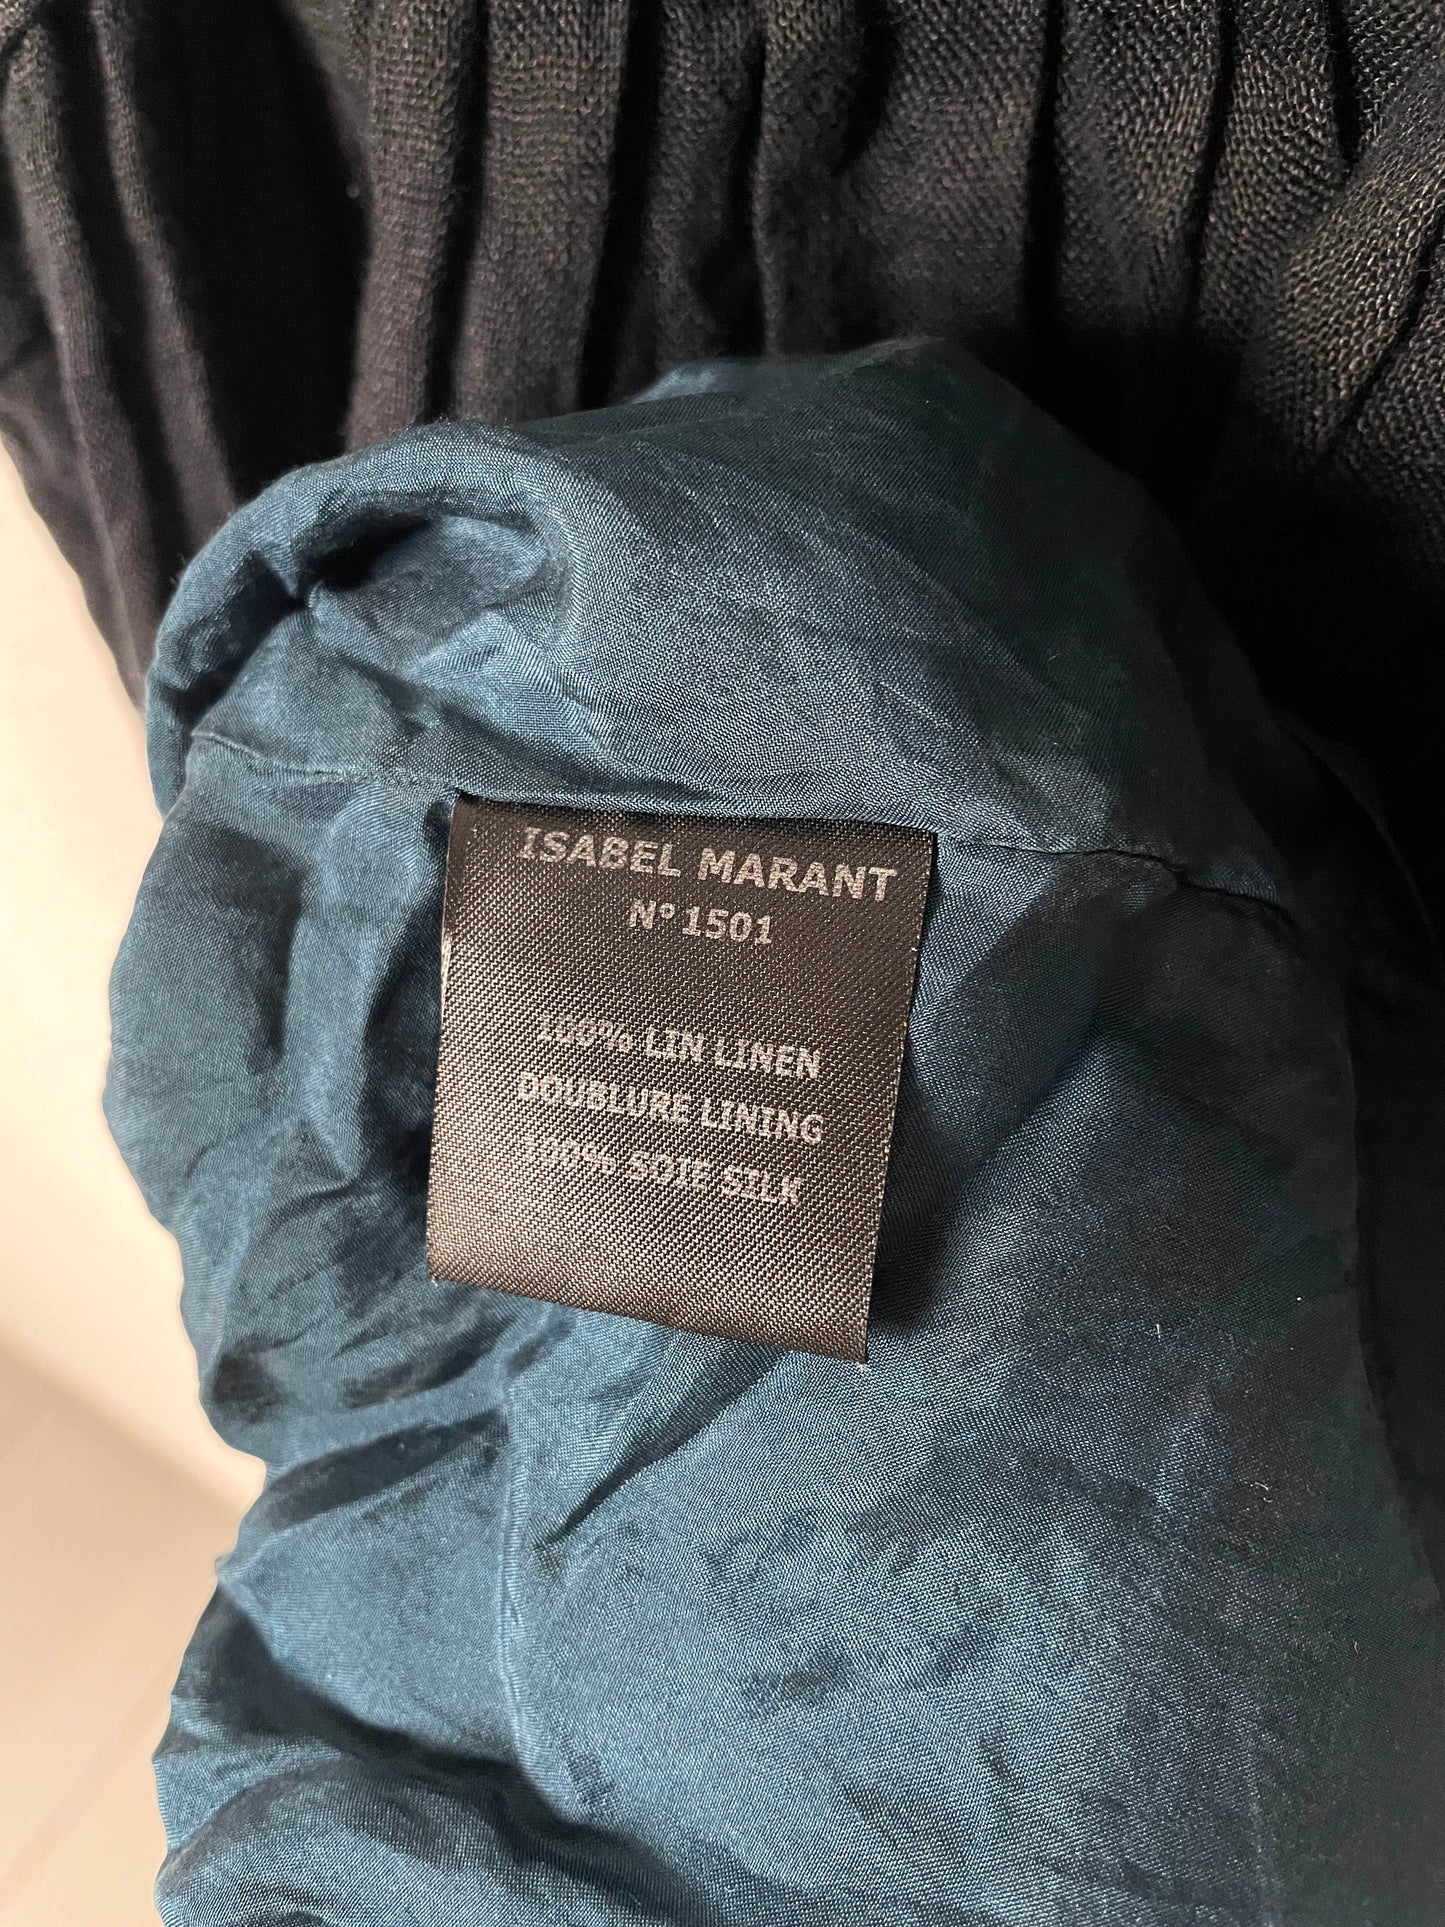 ISABEL MARANT
N° 1501
100% LIN LINEN
DOUBLURE LINING
100% SOIE SILK